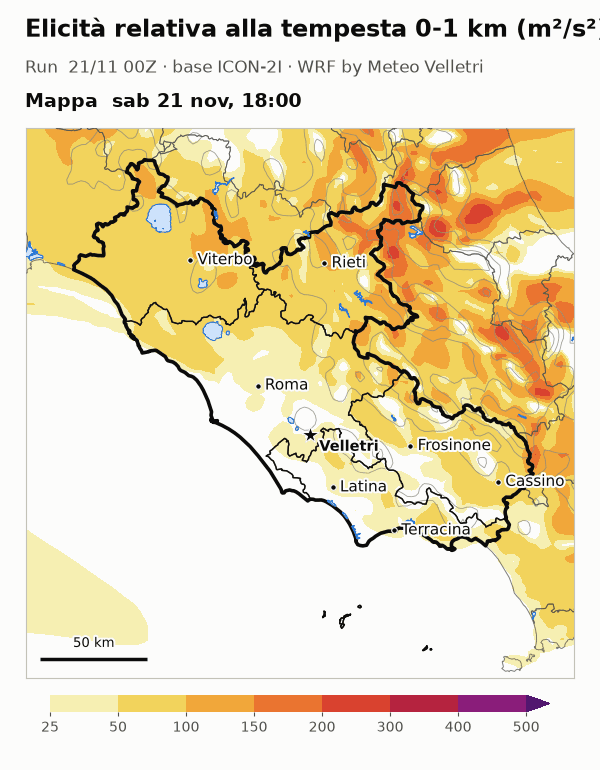 Elicità relativa alla tempesta 0-1 km (m²/s²)
Run 21/11 00Z · base ICON-2I · WRF by Meteo Velletri
Mappa sab 21 nov, 18:00
Viterbo
Rieti
Roma
Velletri
Frosinone
Cassino
Latina
Terracina
50 km
25 50 100 150 200 300 400 500